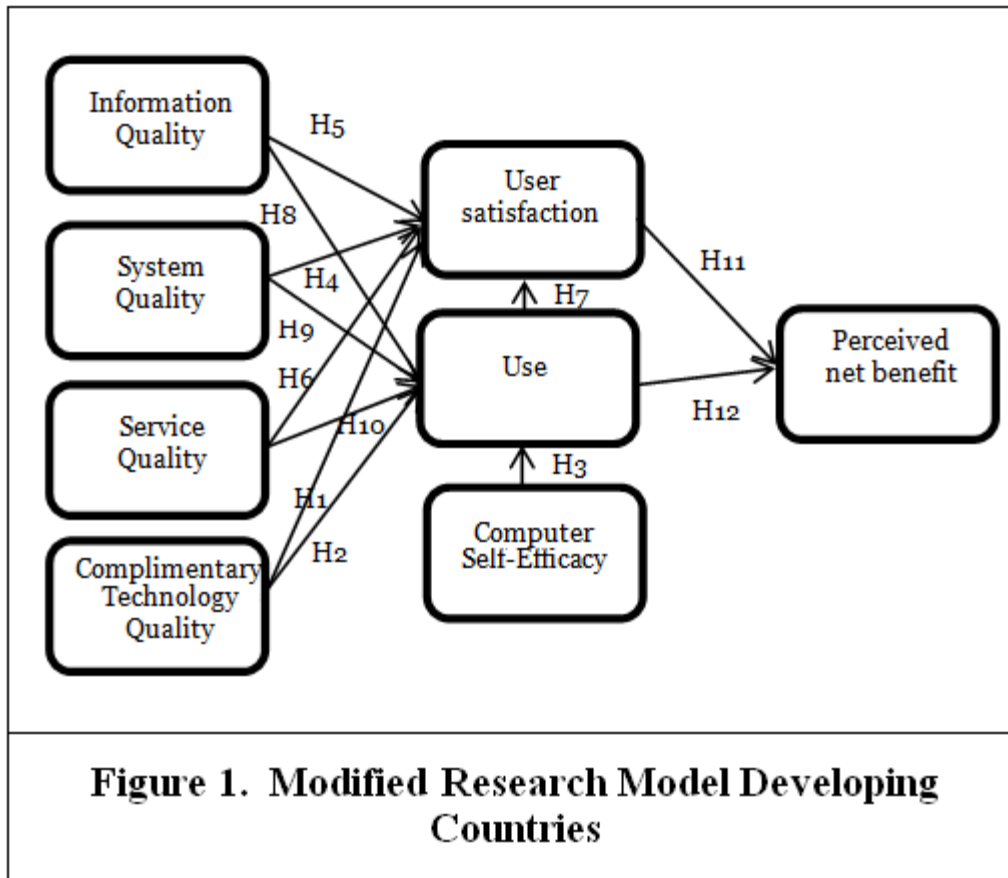 Information
Quality
H5
User
satisfaction
H8
System
Quality
H4
H11
H7
H9
Use
Perceived
net benefit
H6
H12
Service
Quality
H10
H3
H1
Computer
Self-Efficacy
H2
Complimentary
Technology
Quality
Figure 1. Modified Research Model Developing
Countries